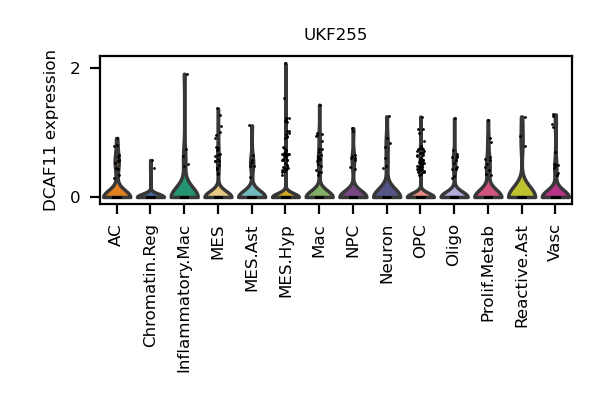 UKF255
DCAF11 expression
2
0
AC
Chromatin.Reg
Inflammatory.Mac
MES
MES.Ast
MES.Hyp
Mac
NPC
Neuron
OPC
Oligo
Prolif.Metab
Reactive.Ast
Vasc